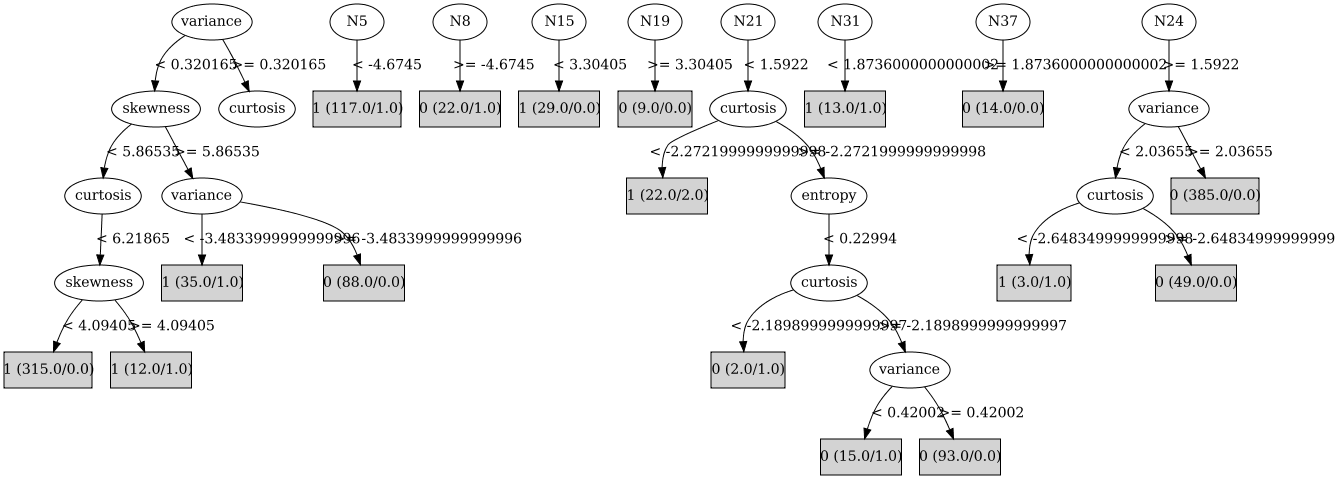 variance N5 N8 N15 N19 N21 N31 N37 N24
< 0.320165 >= 0.320165 < -4.6745 >= -4.6745 < 3.30405 >= 3.30405 < 1.5922 < 1.8736000000000002 >= 1.8736000000000002 >= 1.5922
skewness curtosis 1 (117.0/1.0) 0 (22.0/1.0) 1 (29.0/0.0) 0 (9.0/0.0) curtosis 1 (13.0/1.0) 0 (14.0/0.0) variance
< 5.86535 >= 5.86535 < -2.2721999999999998 >= -2.2721999999999998 < 2.03655 >= 2.03655
curtosis variance 1 (22.0/2.0) entropy curtosis 0 (385.0/0.0)
< 6.21865 < -3.4833999999999996 >= -3.4833999999999996 < 0.22994 < -2.6483499999999998 >= -2.64834999999999
skewness 1 (35.0/1.0) 0 (88.0/0.0) curtosis 1 (3.0/1.0) 0 (49.0/0.0)
< 4.09405 >= 4.09405 < -2.1898999999999997 >= -2.1898999999999997
1 (315.0/0.0) 1 (12.0/1.0) 0 (2.0/1.0) variance
< 0.42002 >= 0.42002
0 (15.0/1.0) 0 (93.0/0.0)